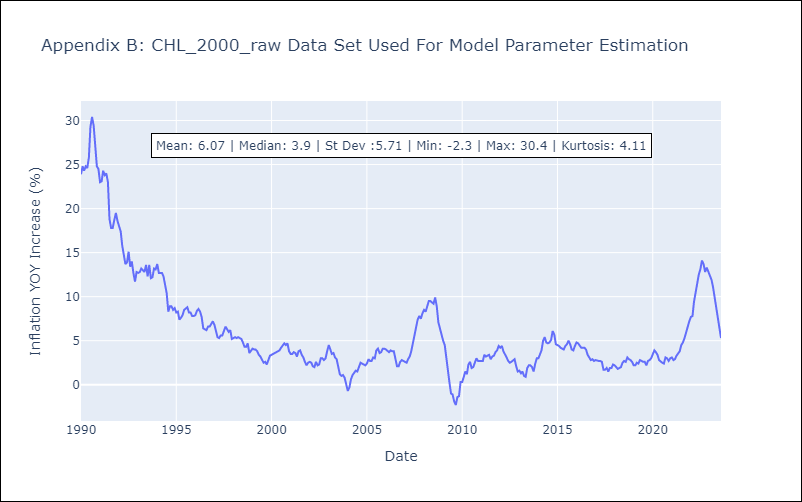 Appendix B: CHL_2000_raw Data Set Used For Model Parameter Estimation
Mean: 6.07 | Median: 3.9 | St Dev :5.71 | Min: -2.3 | Max: 30.4 | Kurtosis: 4.11
Inflation YOY Increase (%)
30
25
20
15
10
5
0
1990 1995 2000 2005 2010 2015 2020
Date